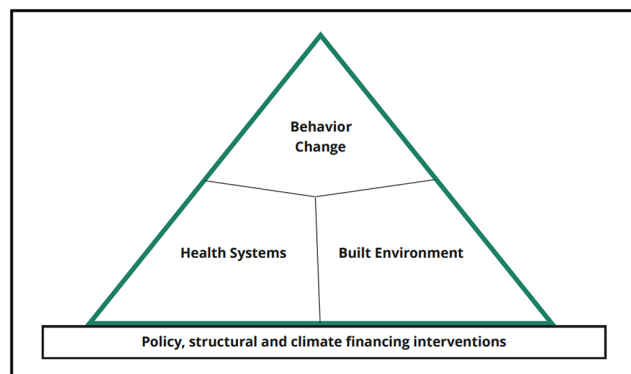 Behavior
Change
Health Systems
Built Environment
Policy, structural and climate financing interventions